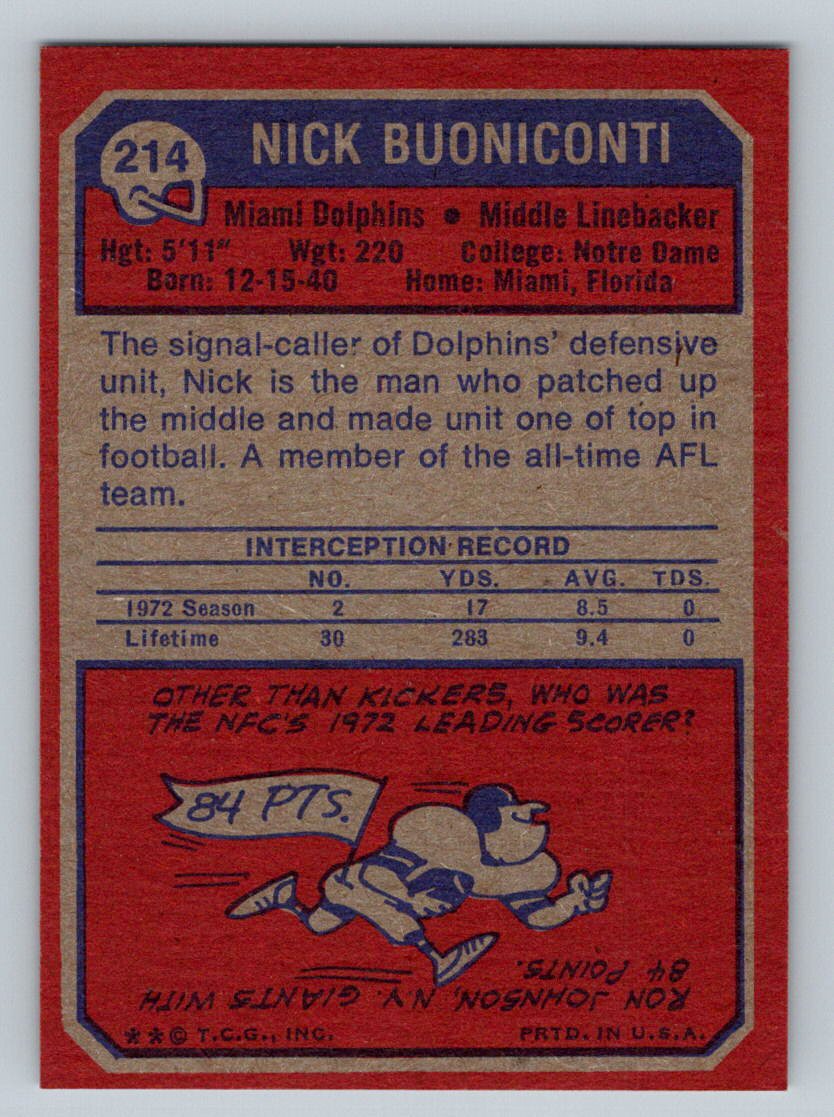 214
NICK BUONICONTI
Miami Dolphins • Middle Linebacker
Hgt: 5'11" Wgt: 220 College: Notre Dame
Born: 12-15-40 Home: Miami, Florida
The signal-caller of Dolphins' defensive
unit, Nick is the man who patched up
the middle and made unit one of top in
football. A member of the all-time AFL
team.
INTERCEPTION RECORD
NO. YDS. AVG. TDS.
1972 Season 2 17 8.5 0
Lifetime 30 283 9.4 0
OTHER THAN KICKERS, WHO WAS
THE NFC'S 1972 LEADING SCORER?
84 PTS.
RON JOHNSON, N.Y. GIANTS WITH
84 POINTS.
**© T.C.G., INC. PRTD. IN U.S.A.